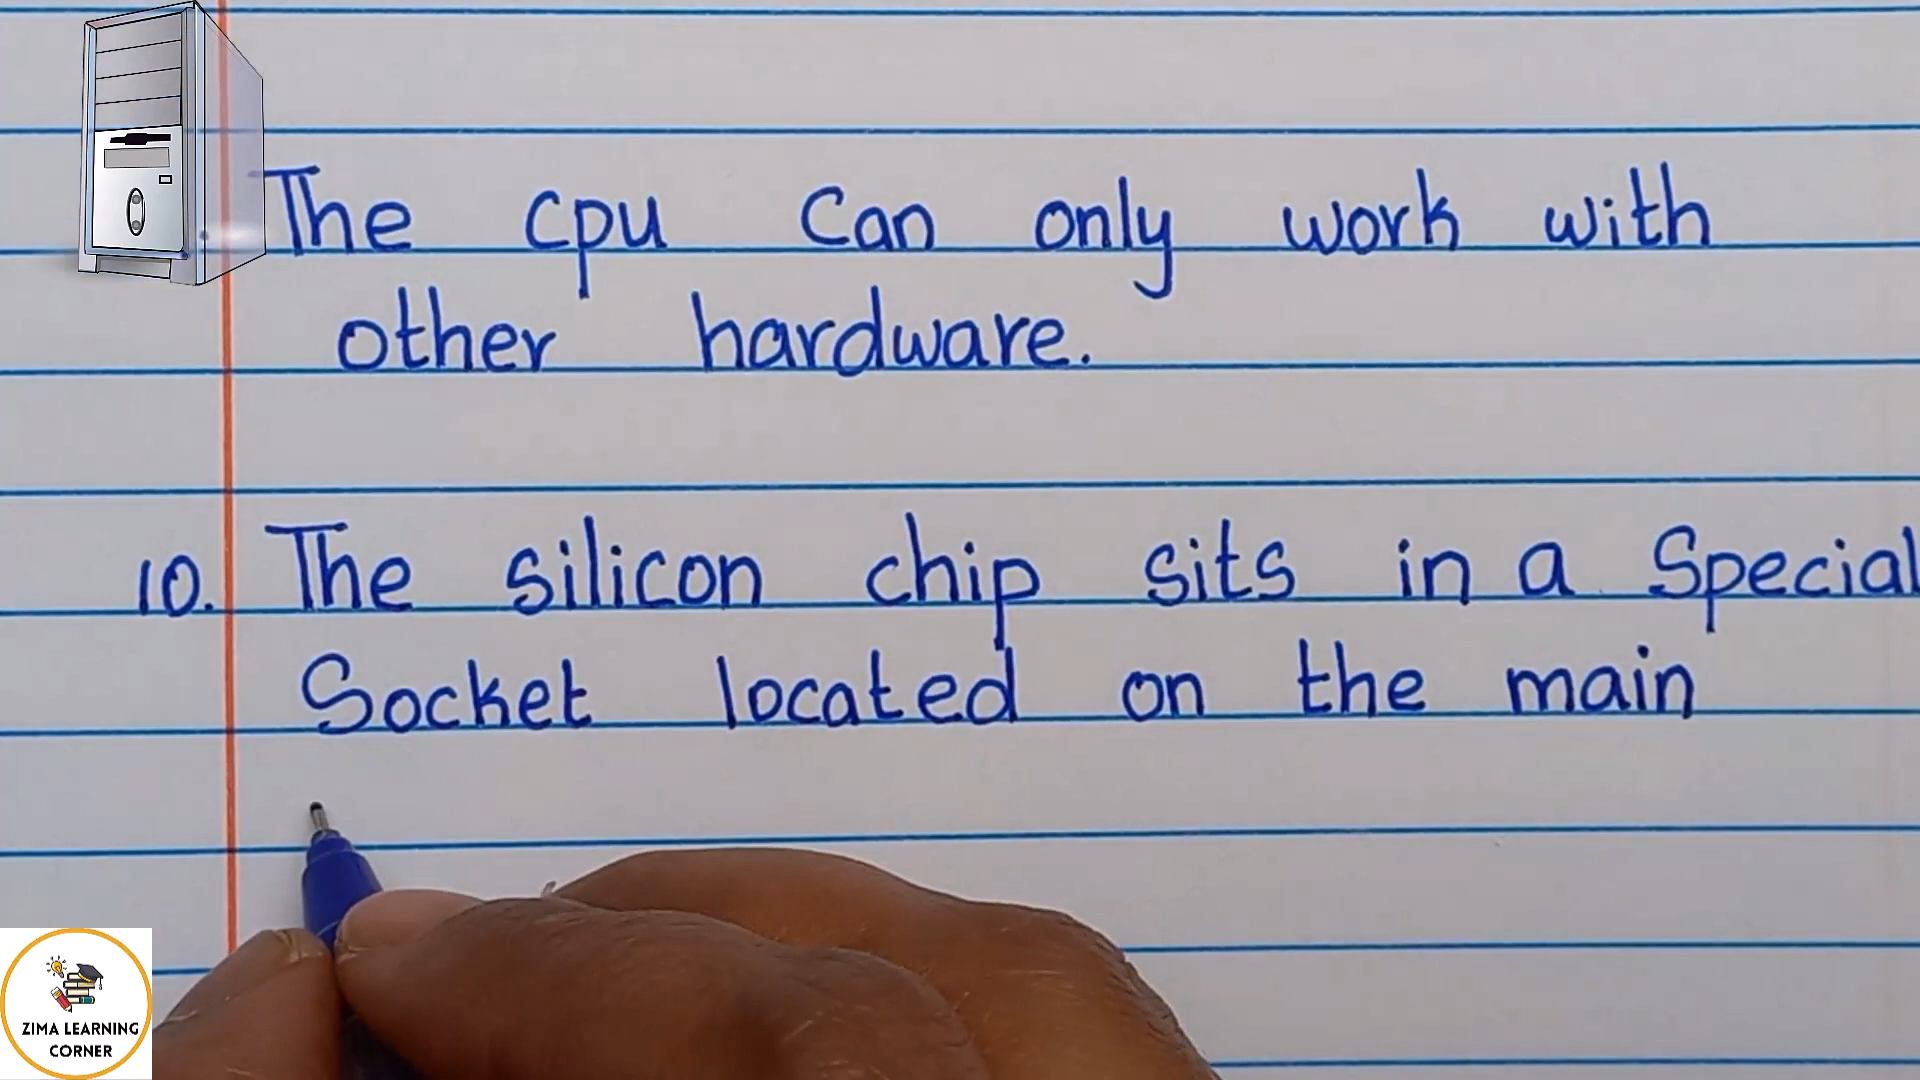 The cpu can only work with
other hardware.
10. The silicon chip sits in a special
Socket located on the main
ZIMA LEARNING
CORNER